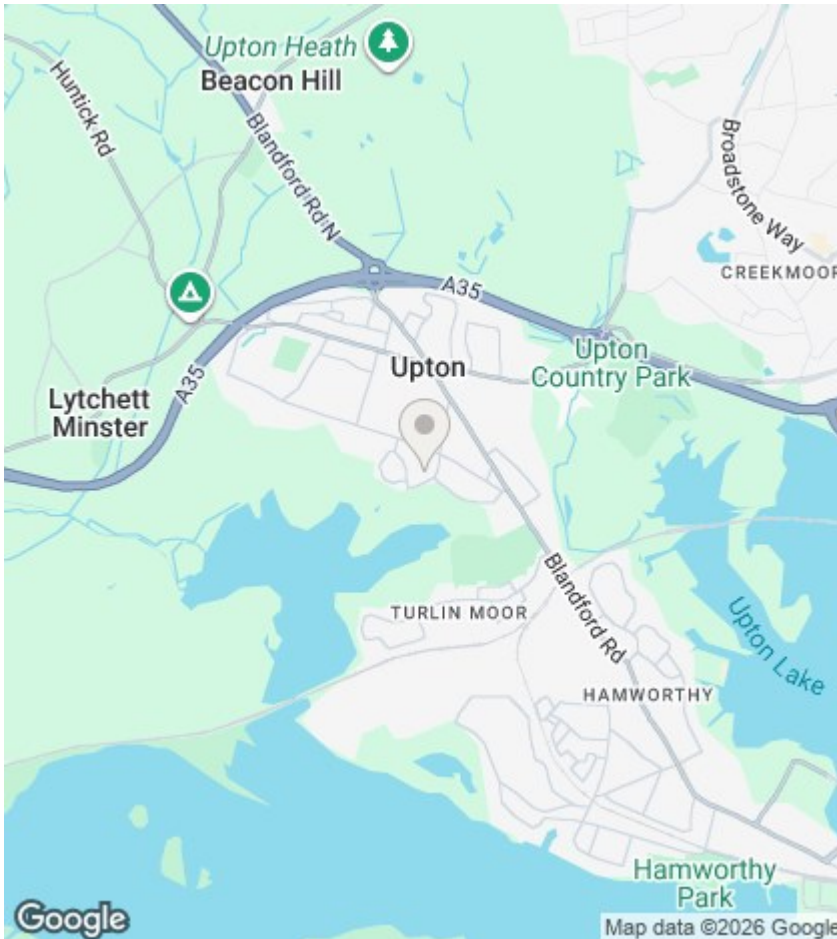 Upton Heath
Beacon Hill
Huntick Rd
Blandford Rd N
Broadstone Way
CREEKMOOR
A35
Upton
Upton
Country Park
Lytchett
Minster
A35
TURLIN MOOR
Blandford Rd
Upton Lake
HAMWORTHY
Hamworthy
Park
Google
Map data ©2026 Google